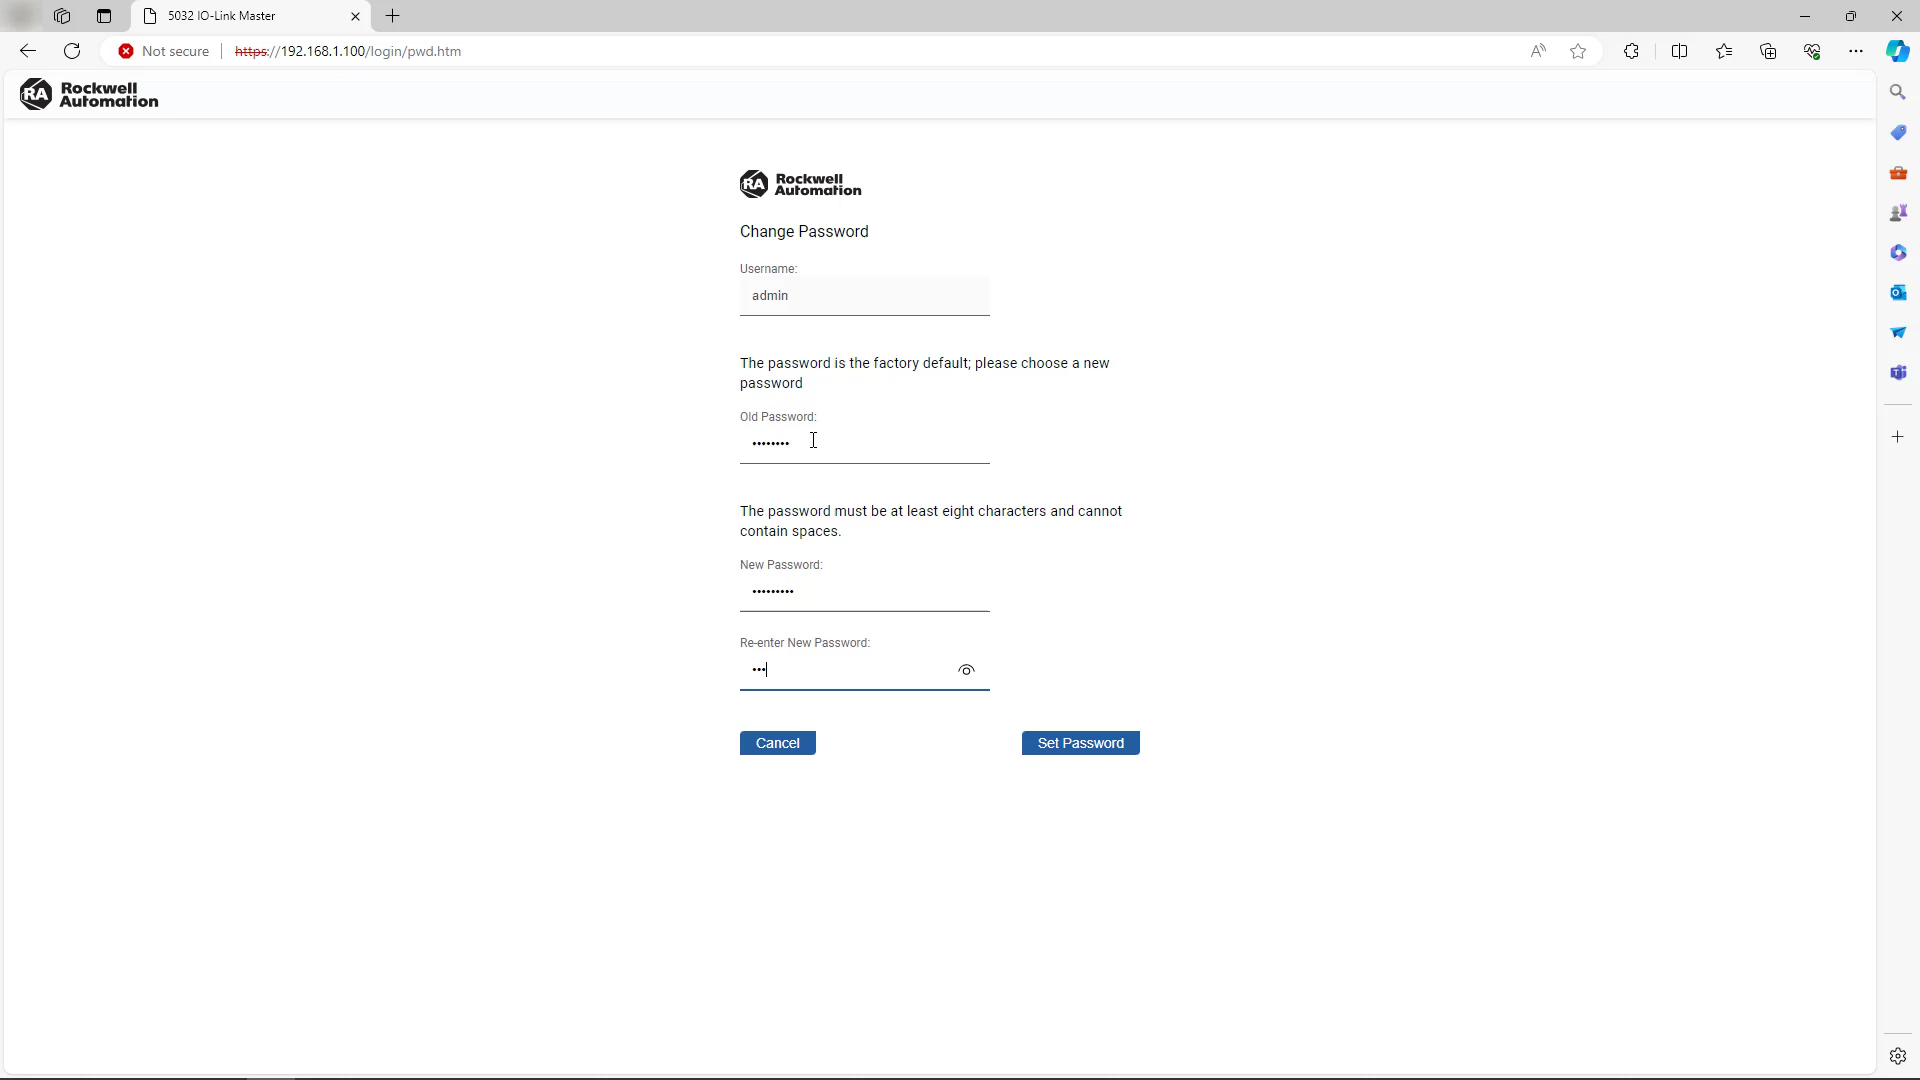 5032 IO-Link Master
Not secure
https://192.168.1.100/login/pwd.htm
RA Rockwell Automation
RA Rockwell Automation
Change Password
Username:
admin
The password is the factory default; please choose a new
password
Old Password:
••••••••
The password must be at least eight characters and cannot
contain spaces.
New Password:
•••••••••
Re-enter New Password:
•••
Cancel
Set Password